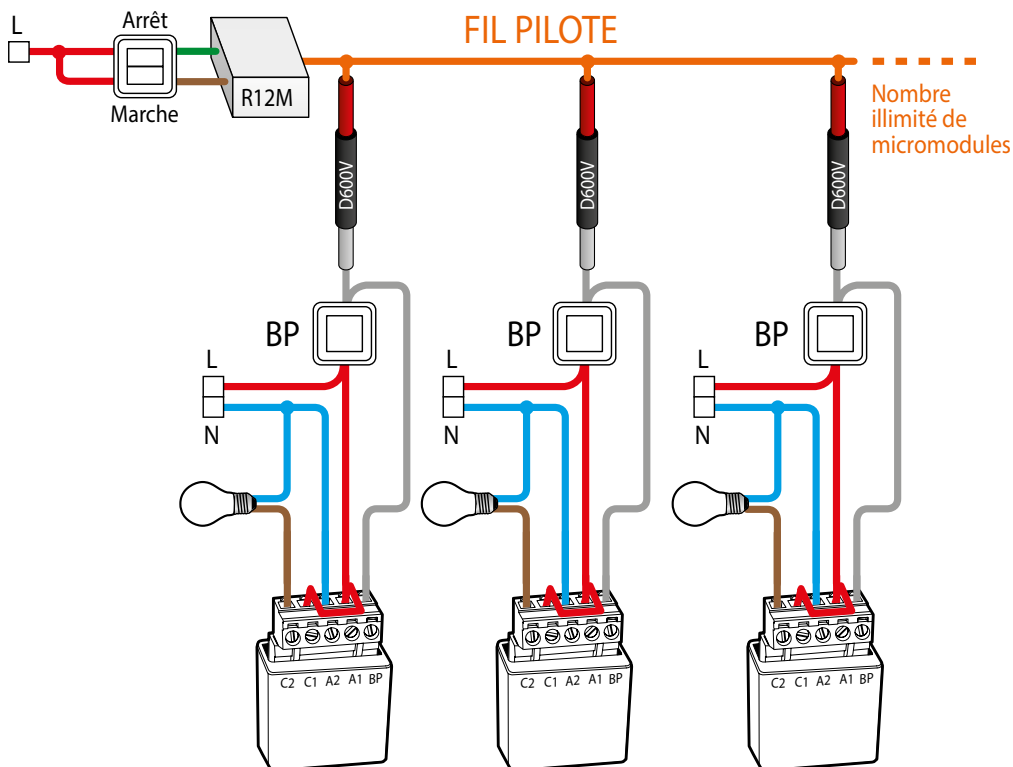 L
Arrêt
Marche
R12M
FIL PILOTE
Nombre
illimité de
micromodules
D600V
D600V
D600V
BP
BP
BP
L
N
L
N
L
N
C2 C1 A2 A1 BP
C2 C1 A2 A1 BP
C2 C1 A2 A1 BP